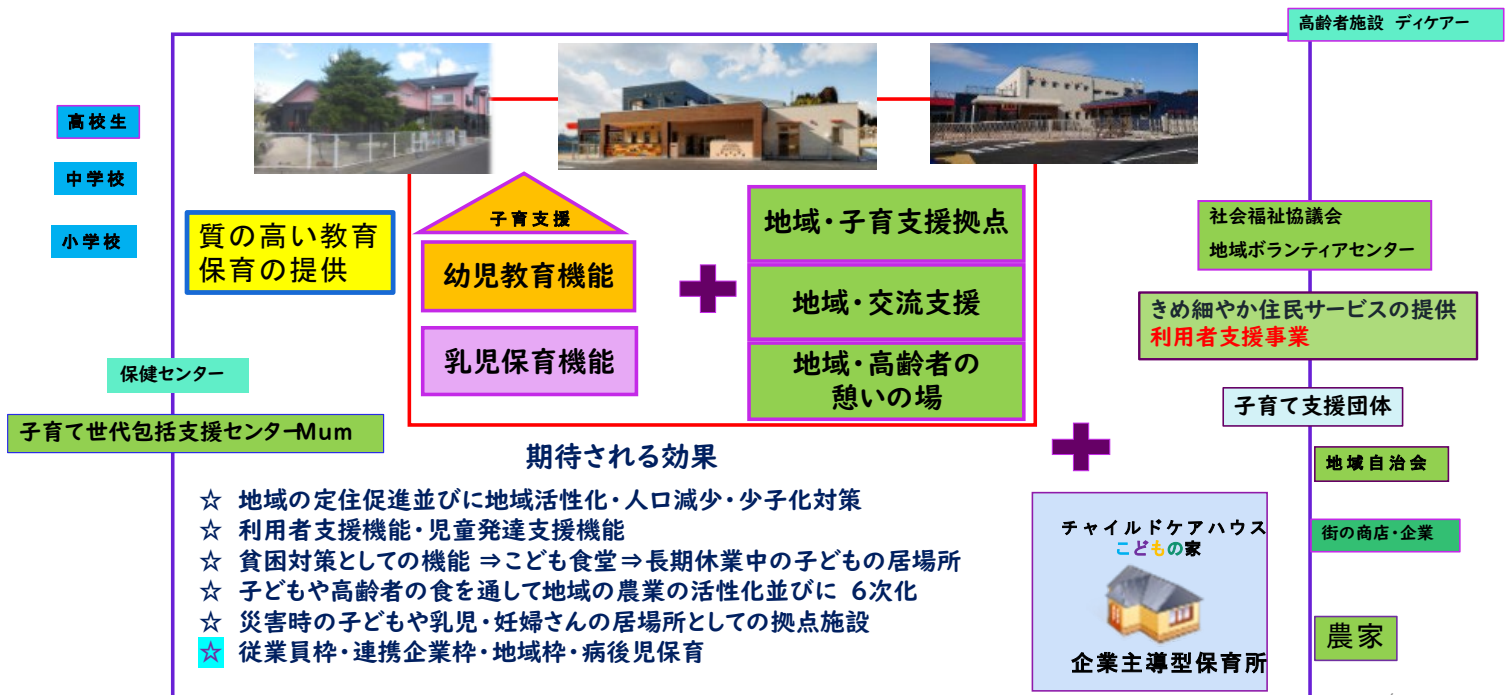 高齢者施設 ディケアー
高校生
中学校
小学校
質の高い教育
保育の提供
子育支援
幼児教育機能
乳児保育機能
地域・子育支援拠点
地域・交流支援
地域・高齢者の
憩いの場
社会福祉協議会
地域ボランティアセンター
きめ細やか住民サービスの提供
利用者支援事業
保健センター
子育て世代包括支援センターMum
子育て支援団体
地域自治会
街の商店・企業
農家
期待される効果
☆ 地域の定住促進並びに地域活性化・人口減少・少子化対策
☆ 利用者支援機能・児童発達支援機能
☆ 貧困対策としての機能 ⇒こども食堂⇒長期休業中の子どもの居場所
☆ 子どもや高齢者の食を通して地域の農業の活性化並びに 6次化
☆ 災害時の子どもや乳児・妊婦さんの居場所としての拠点施設
☆ 従業員枠・連携企業枠・地域枠・病後児保育
チャイルドケアハウス
こどもの家
企業主導型保育所